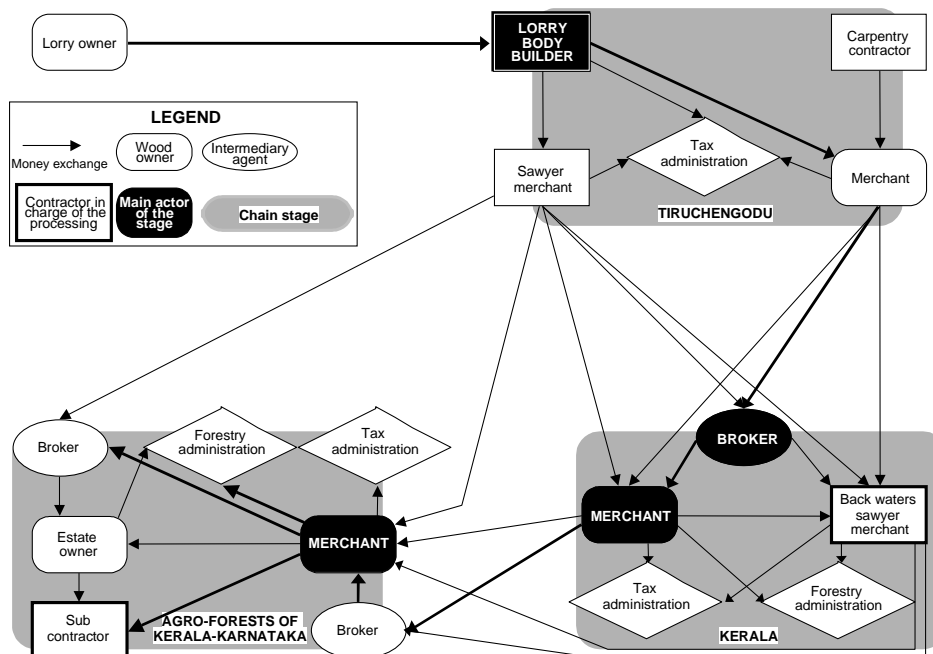 Lorry owner
LORRY
BODY
BUILDER
Carpentry
contractor
LEGEND
Money exchange
Wood
owner
Intermediary
agent
Contractor in
charge of the
processing
Main actor
of the
stage
Chain stage
Sawyer
merchant
Tax
administration
Merchant
TIRUCHENGODU
Broker
Forestry
administration
Tax
administration
BROKER
Estate
owner
MERCHANT
MERCHANT
Back waters
sawyer
merchant
Sub
contractor
AGRO-FORESTS OF
KERALA-KARNATAKA
Broker
Tax
administration
Forestry
administration
KERALA